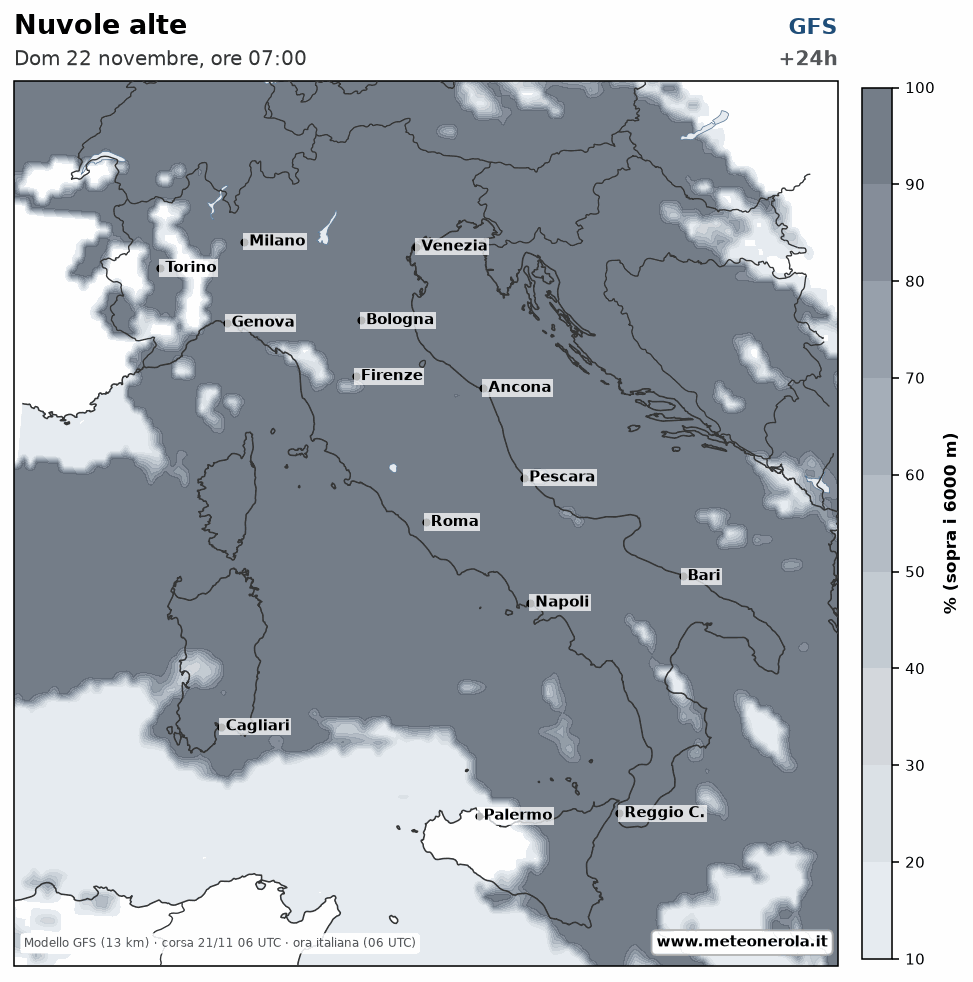 Nuvole alte
GFS
Dom 22 novembre, ore 07:00
+24h
Milano
Venezia
Torino
Genova
Bologna
Firenze
Ancona
Pescara
Roma
Bari
Napoli
Cagliari
Palermo
Reggio C.
Modello GFS (13 km) · corsa 21/11 06 UTC · ora italiana (06 UTC)
www.meteonerola.it
100
90
80
70
60
50
40
30
20
10
% (sopra i 6000 m)